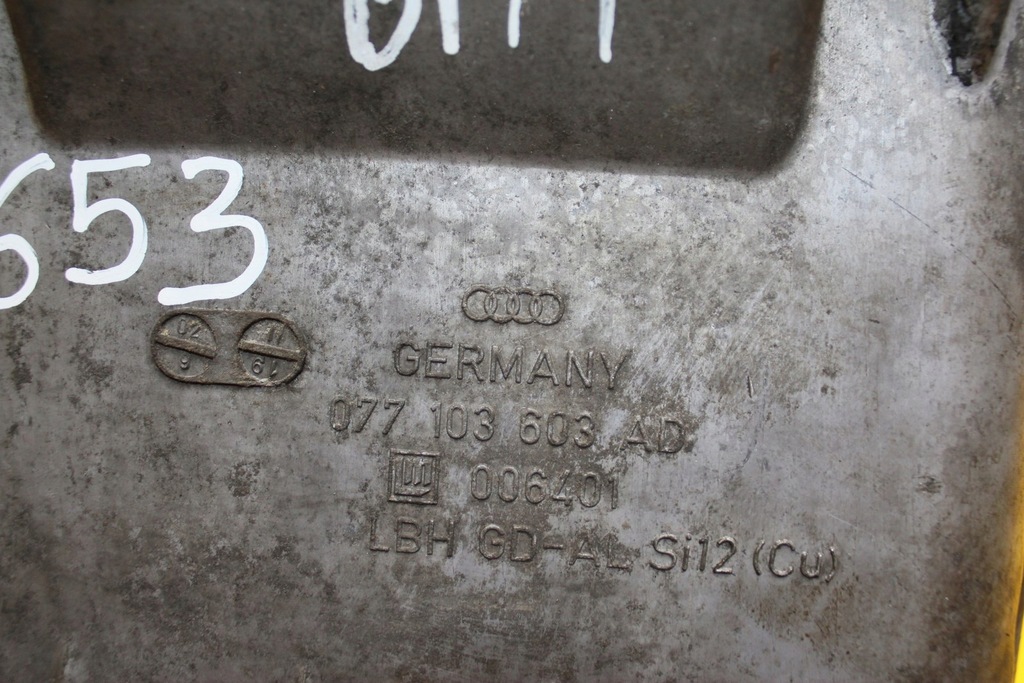 653
GERMANY
077 103 603 AD
006401
LBH GD-AL Si12 (Cu)